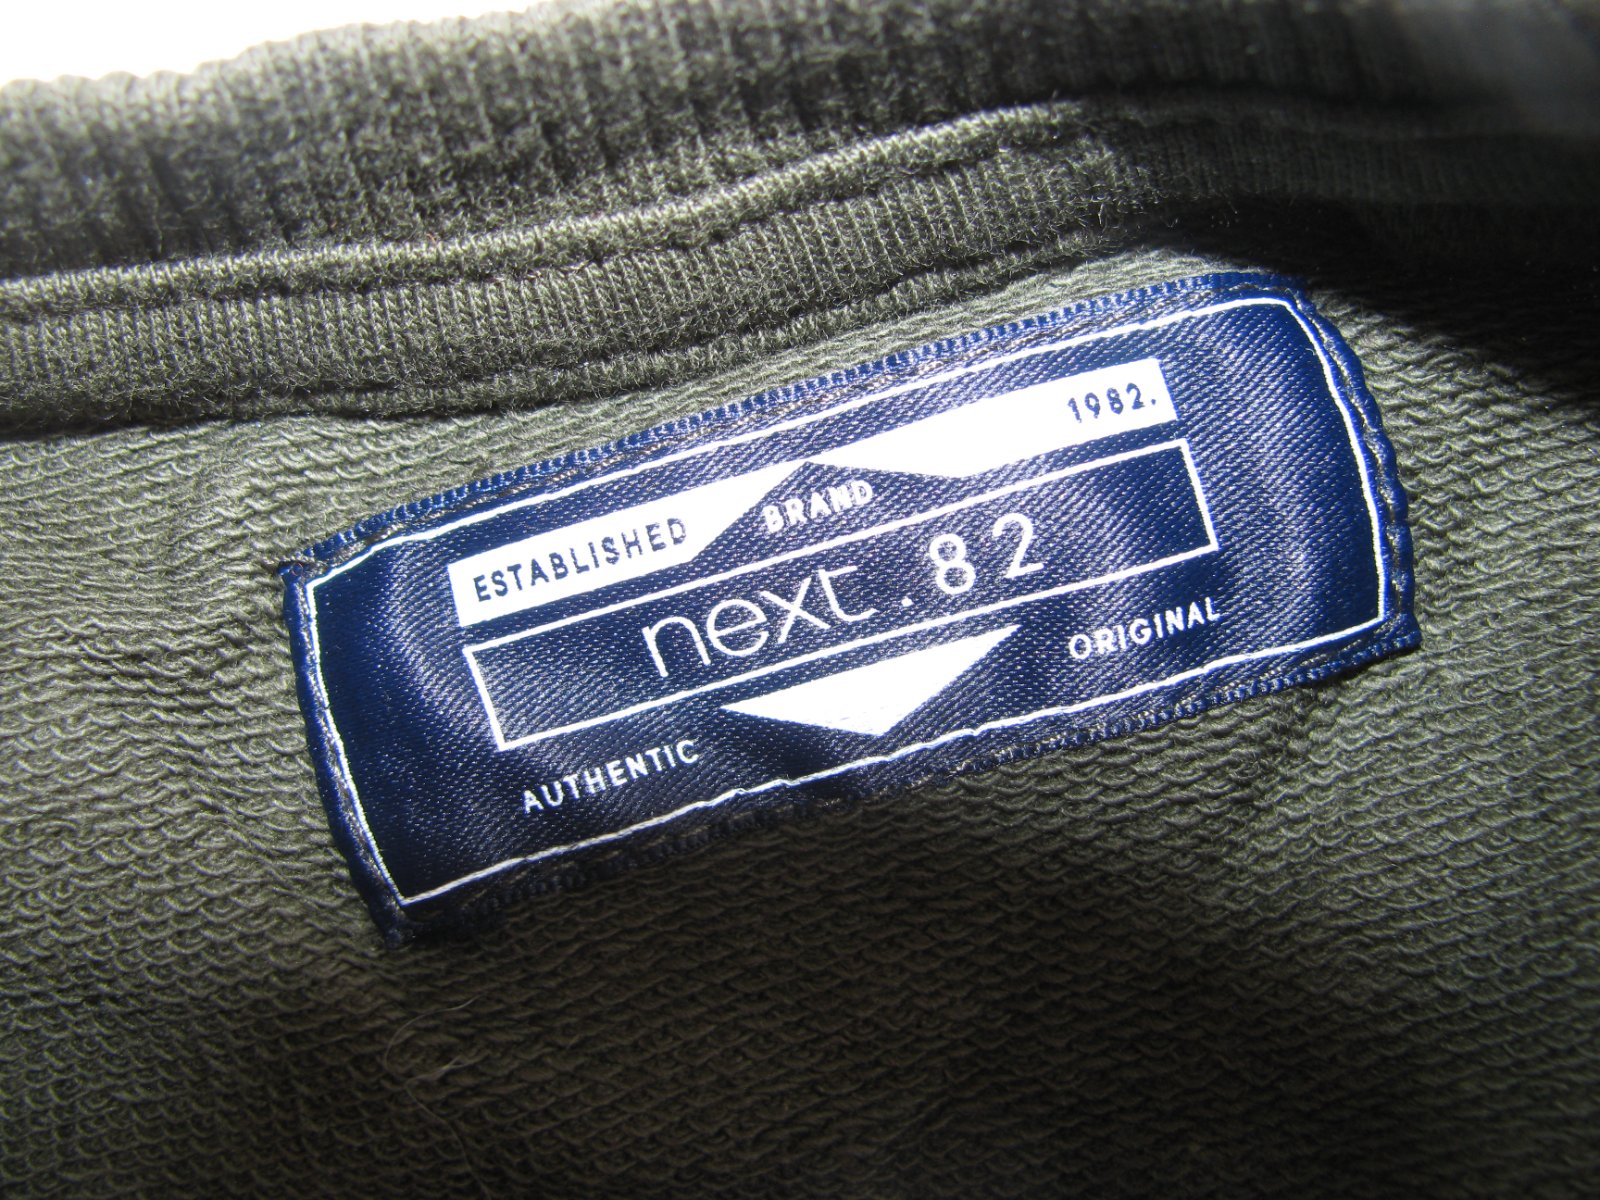 ESTABLISHED 1982.
BRAND
next.82
AUTHENTIC ORIGINAL